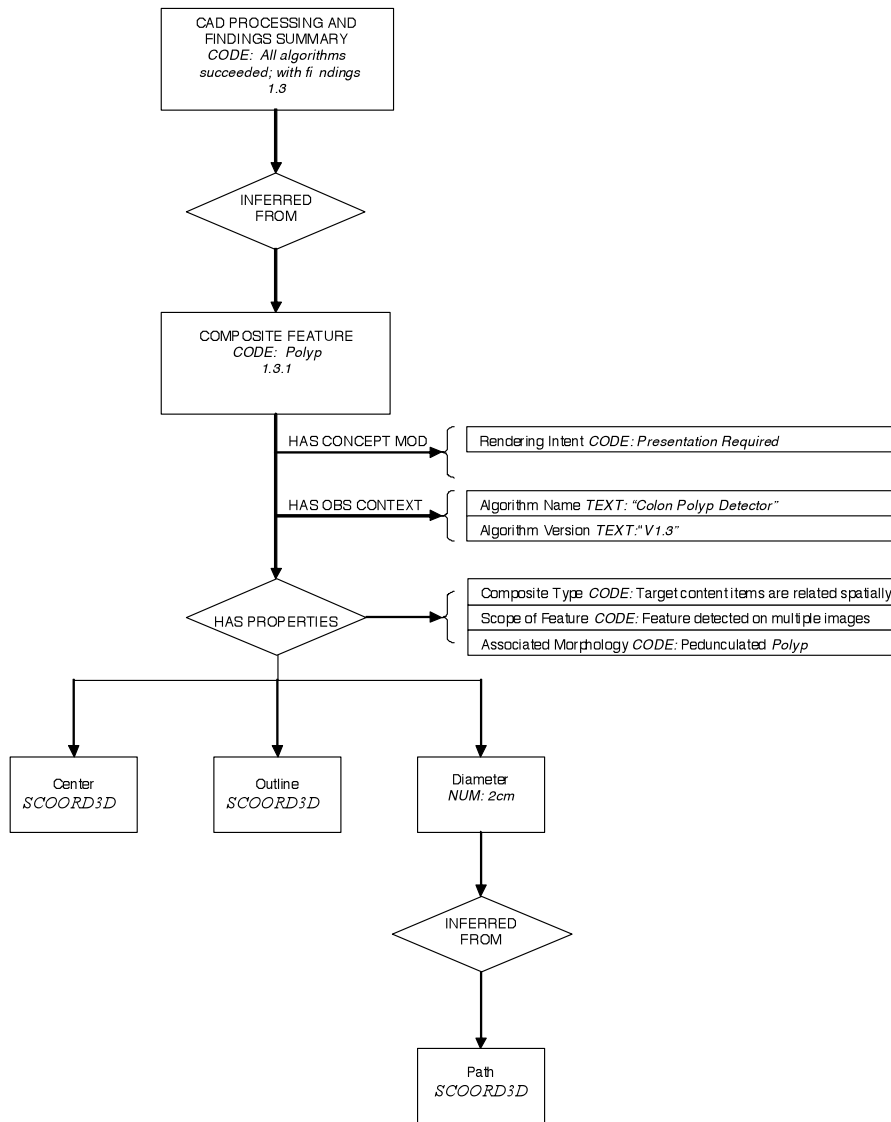 CAD PROCESSING AND
FINDINGS SUMMARY
CODE: All algorithms
succeeded; with fi ndings
1.3
INFERRED
FROM
COMPOSITE FEATURE
CODE: Polyp
1.3.1
HAS CONCEPT MOD
Rendering Intent CODE: Presentation Required
HAS OBS CONTEXT
Algorithm Name TEXT: "Colon Polyp Detector"
Algorithm Version TEXT:"V1.3"
HAS PROPERTIES
Composite Type CODE: Target content items are related spatially
Scope of Feature CODE: Feature detected on multiple images
Associated Morphology CODE: Pedunculated Polyp
Center
SCOORD3D
Outline
SCOORD3D
Diameter
NUM: 2cm
INFERRED
FROM
Path
SCOORD3D